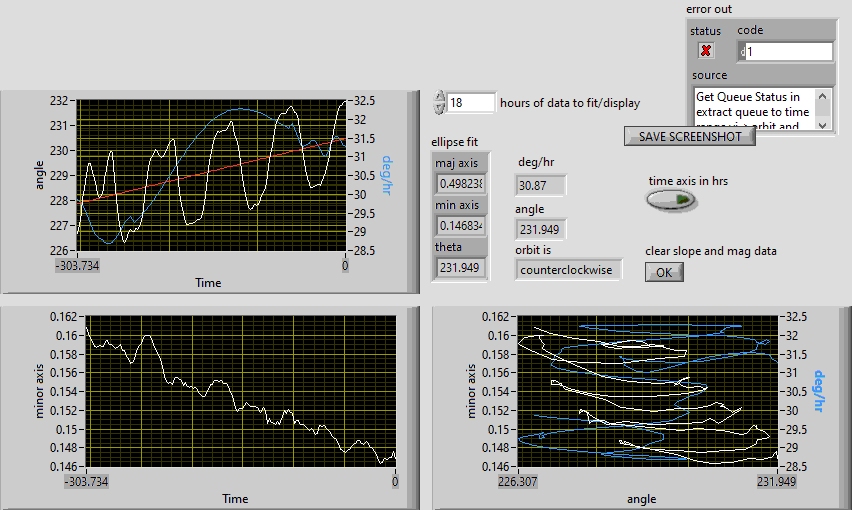 error out
status
code
d1
source
Get Queue Status in
extract queue to time
SAVE SCREENSHOT
18
hours of data to fit/display
ellipse fit
maj axis
0.498238
min axis
0.146834
theta
231.949
deg/hr
30.87
angle
231.949
orbit is
counterclockwise
time axis in hrs
clear slope and mag data
OK
232
231
230
229
228
227
226
angle
32.5
32
31.5
31
30.5
30
29.5
29
28.5
deg/hr
-303.734
0
Time
0.162
0.16
0.158
0.156
0.154
0.152
0.15
0.148
0.146
minor axis
-303.734
0
Time
0.162
0.16
0.158
0.156
0.154
0.152
0.15
0.148
0.146
minor axis
32.5
32
31.5
31
30.5
30
29.5
29
28.5
deg/hr
226.307
231.949
angle